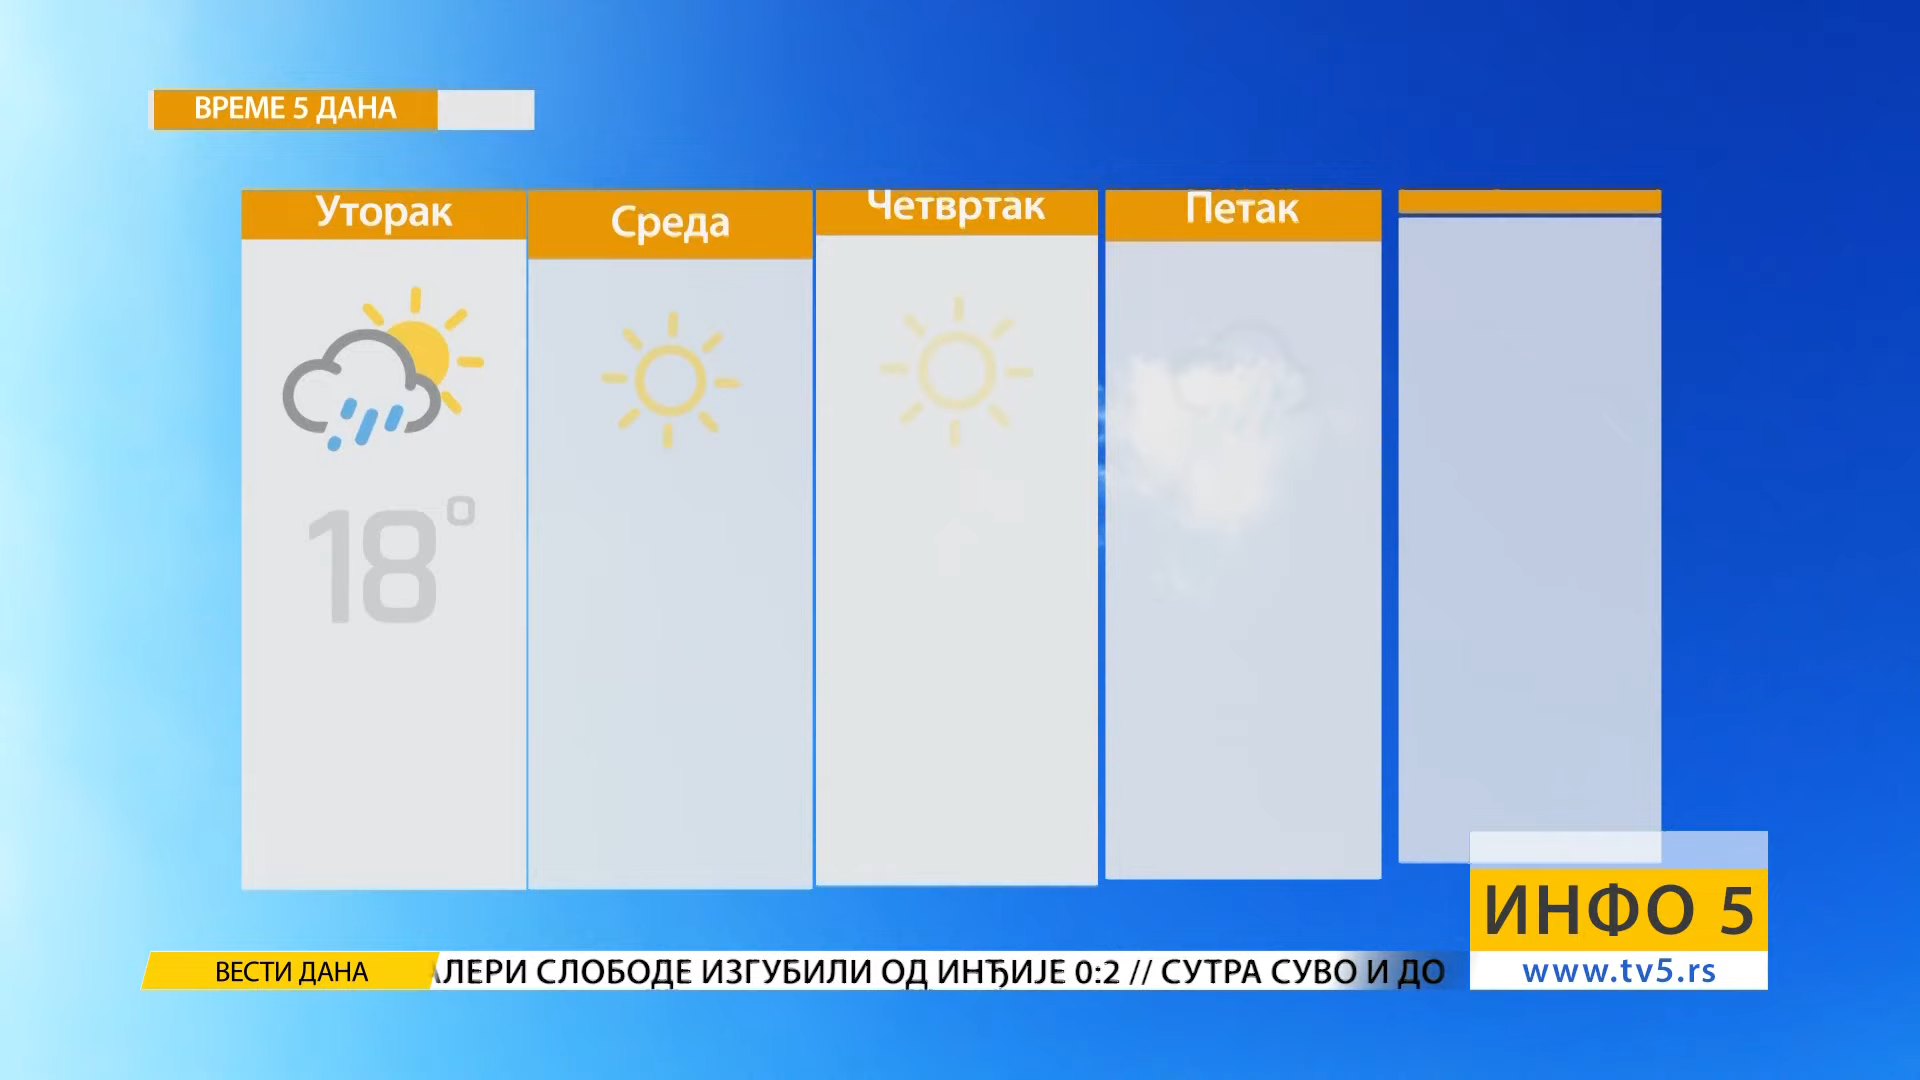 ВРЕМЕ 5 ДАНА
Уторак
Среда
Четвртак
Петак
18°
ИНФО 5
www.tv5.rs
ВЕСТИ ДАНА
АЛЕРИ СЛОБОДЕ ИЗГУБИЛИ ОД ИНЂИЈЕ 0:2 // СУТРА СУВО И ДО